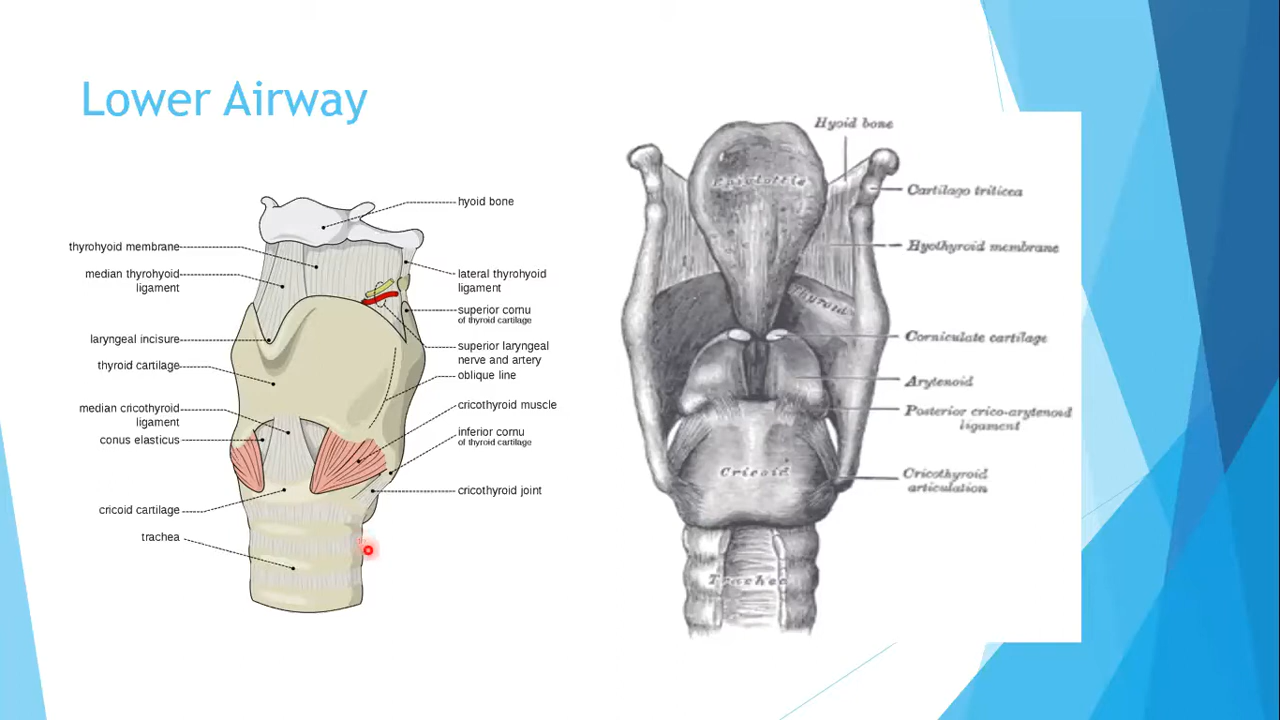 Lower Airway
hyoid bone
thyrohyoid membrane
median thyrohyoid
ligament
lateral thyrohyoid
ligament
superior cornu
of thyroid cartilage
laryngeal incisure
superior laryngeal
nerve and artery
thyroid cartilage
oblique line
median cricothyroid
ligament
cricothyroid muscle
conus elasticus
inferior cornu
of thyroid cartilage
cricothyroid joint
cricoid cartilage
trachea
Hyoid bone
Epiglottis
Cartilago triticea
Hyothyroid membrane
Thyroid
Corniculate cartilage
Arytenoid
Posterior crico-arytenoid
ligament
Cricoid
Cricothyroid
articulation
Trachea